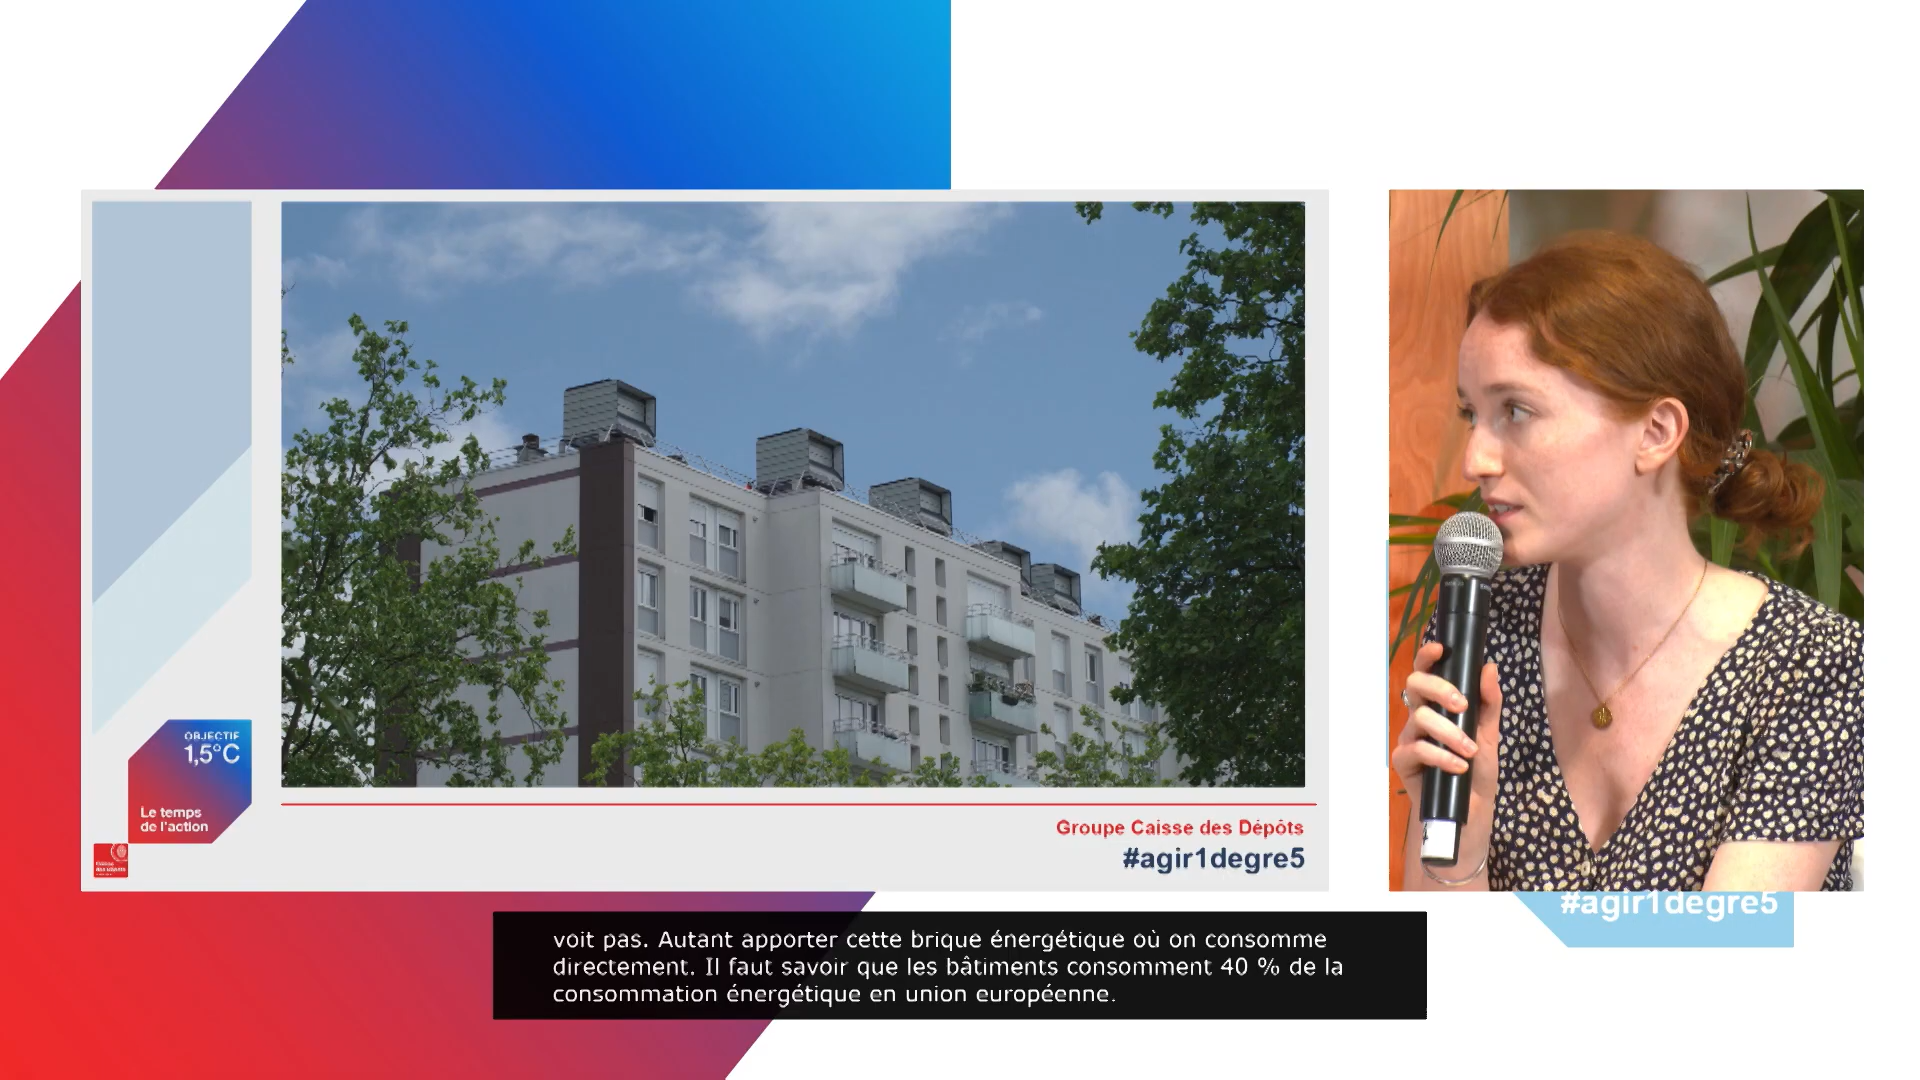 OBJECTIF
1,5°C
Le temps
de l'action
Groupe Caisse des Dépôts
#agir1degre5
#agir1degre5
voit pas. Autant apporter cette brique énergétique où on consomme
directement. Il faut savoir que les bâtiments consomment 40 % de la
consommation énergétique en union européenne.